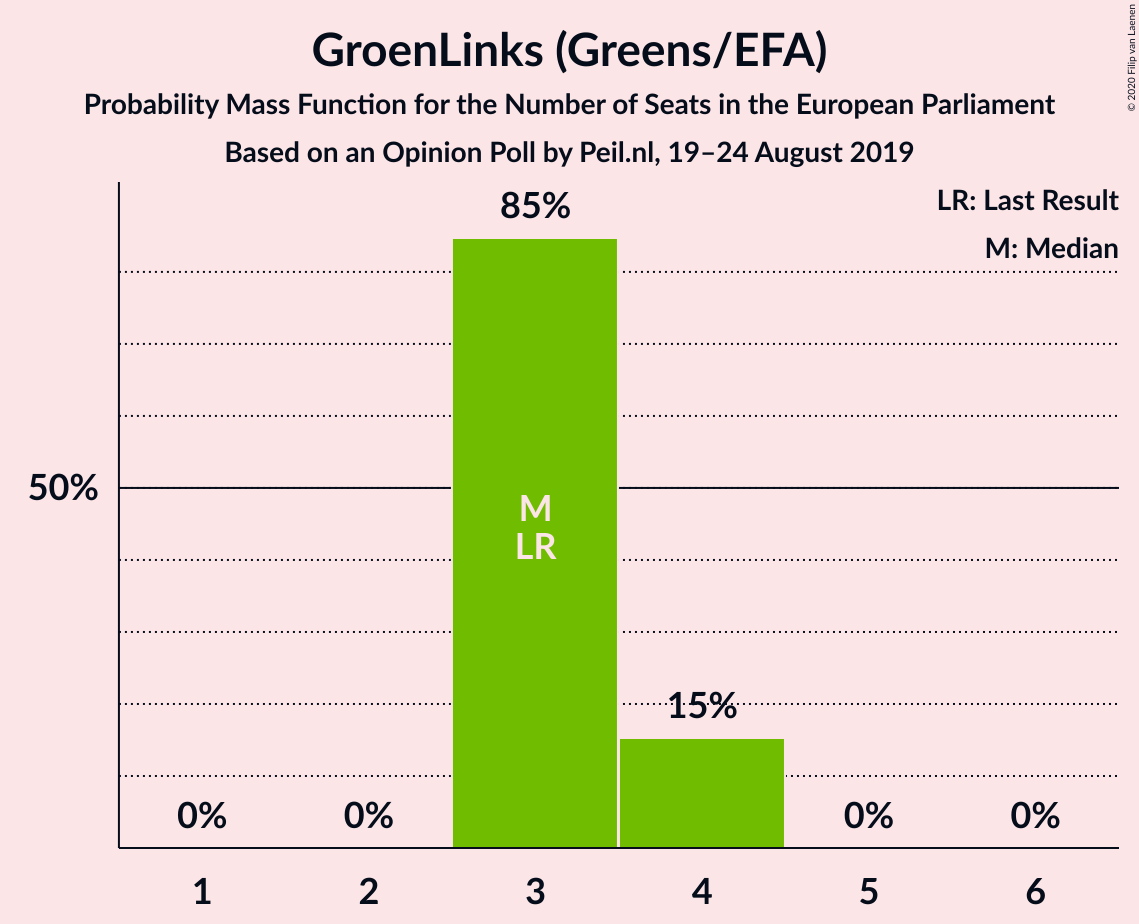 GroenLinks (Greens/EFA)
Probability Mass Function for the Number of Seats in the European Parliament
Based on an Opinion Poll by Peil.nl, 19–24 August 2019
© 2020 Filip van Laenen
LR: Last Result
M: Median
85%
50%
M
LR
15%
0% 0% 0% 0%
1 2 3 4 5 6